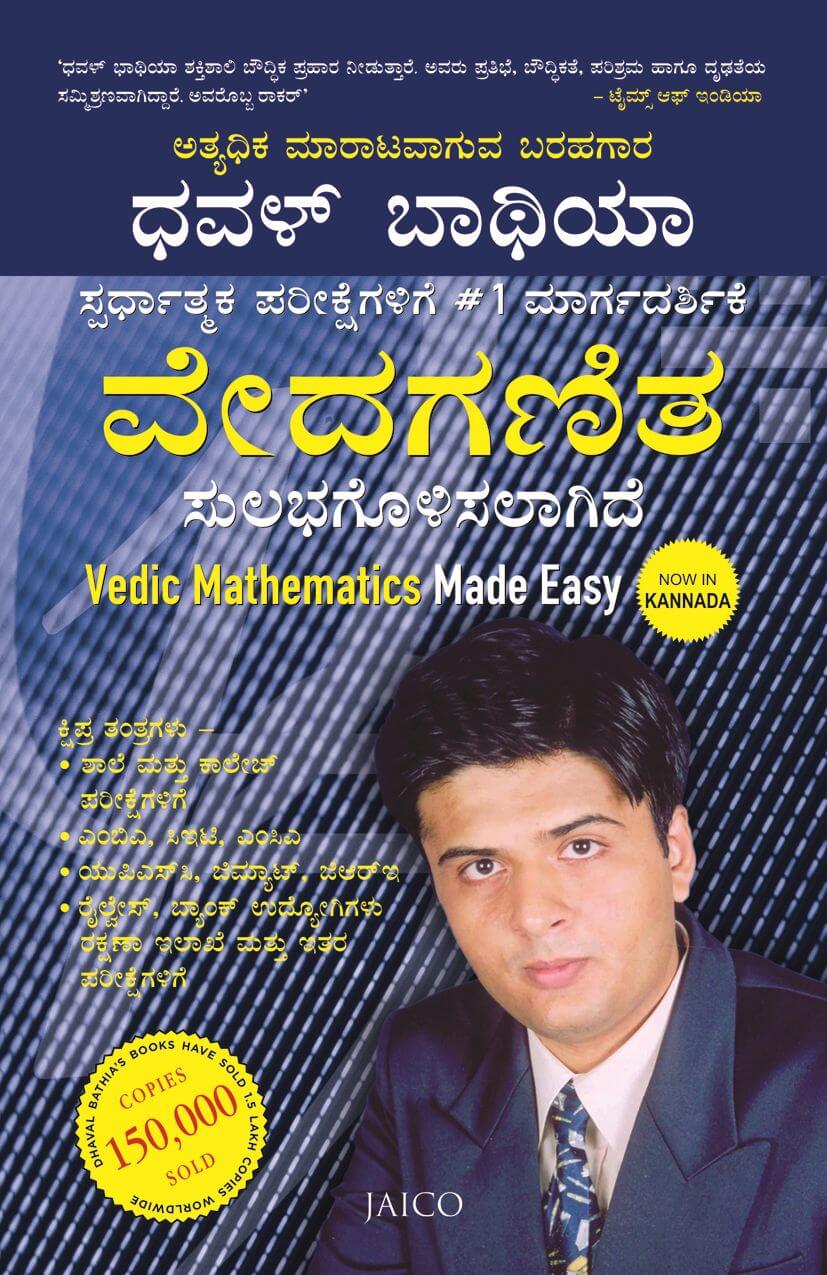 ‘ಧವಳ್ ಭಾಥಿಯಾ ಶಕ್ತಿಶಾಲಿ ಬೌದ್ಧಿಕ ಪ್ರಹಾರ ನೀಡುತ್ತಾರೆ. ಅವರು ಪ್ರತಿಭೆ, ಬೌದ್ಧಿಕತೆ, ಪರಿಶ್ರಮ ಹಾಗೂ ದೃಢತೆಯ
ಸಮ್ಮಿಶ್ರಣವಾಗಿದ್ದಾರೆ. ಅವರೊಬ್ಬ ರಾಕರ್’ – ಟೈಮ್ಸ್ ಆಫ್ ಇಂಡಿಯಾ
ಅತ್ಯಧಿಕ ಮಾರಾಟವಾಗುವ ಬರಹಗಾರ
ಧವಳ್ ಬಾಥಿಯಾ
ಸ್ಪರ್ಧಾತ್ಮಕ ಪರೀಕ್ಷೆಗಳಿಗೆ #1 ಮಾರ್ಗದರ್ಶಿಕೆ
ವೇದಗಣಿತ
ಸುಲಭಗೊಳಿಸಲಾಗಿದೆ
Vedic Mathematics Made Easy
NOW IN
KANNADA
ಕ್ಷಿಪ್ರ ತಂತ್ರಗಳು –
• ಶಾಲೆ ಮತ್ತು ಕಾಲೇಜ್
ಪರೀಕ್ಷೆಗಳಿಗೆ
• ಎಂಬಿಎ, ಸಿಇಟಿ, ಎಂಸಿಎ
• ಯುಪಿಎಸ್‌ಸಿ, ಜಿಮ್ಯಾಟ್, ಜಿಆರ್‌ಇ
• ರೈಲ್ವೇಸ್, ಬ್ಯಾಂಕ್ ಉದ್ಯೋಗಿಗಳು
ರಕ್ಷಣಾ ಇಲಾಖೆ ಮತ್ತು ಇತರ
ಪರೀಕ್ಷೆಗಳಿಗೆ
DHAVAL BATHIA'S BOOKS HAVE SOLD 1.5 LAKH COPIES WORLDWIDE
COPIES
150,000
SOLD
JAICO